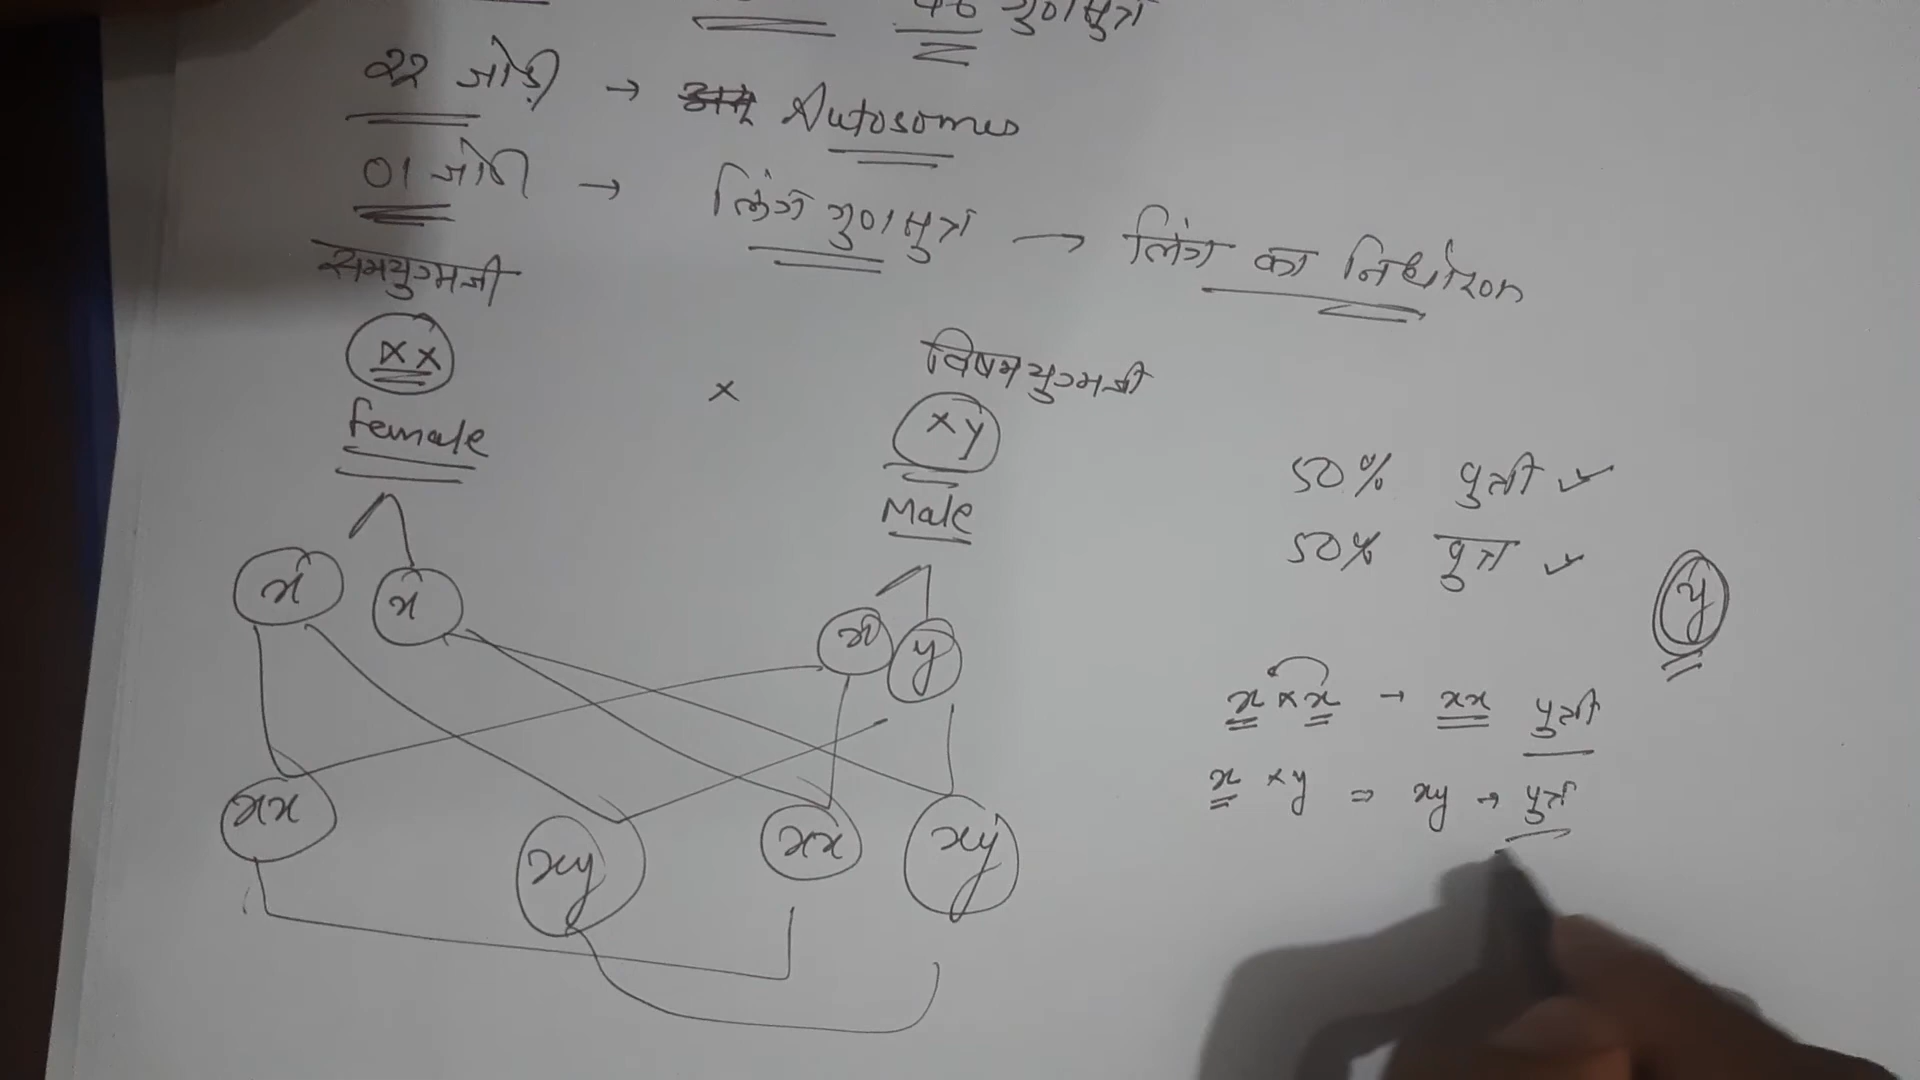 46 गुणसुत्र
22 जोड़ी → Autosomes
01 जोडी → लिंग गुणसुत्र → लिंग का निर्धारण
समयुग्मजी
विषमयुग्मजी
xx × xy
Female
Male
50% पुत्री ✓
50% पुत्र ✓
x x
x y
y
x × x → xx पुत्री
x × y = xy → पुत्र
xx xy xx xy